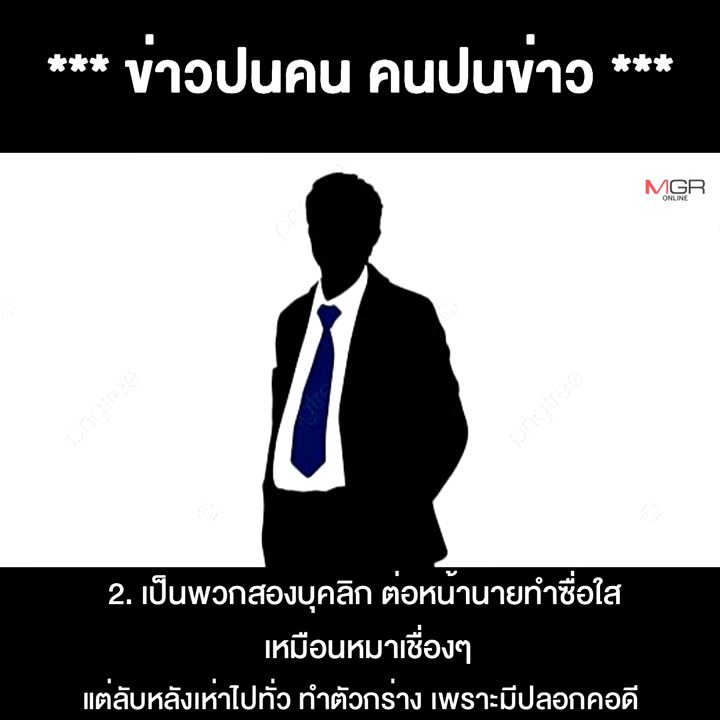 *** ข่าวปนคน คนปนข่าว ***
MGR
ONLINE
pngtree
pngtree
pngtree
pngtree
2. เป็นพวกสองบุคลิก ต่อหน้านายทำซื่อใส
เหมือนหมาเชื่องๆ
แต่ลับหลังเห่าไปทั่ว ทำตัวกร่าง เพราะมีปลอกคอดี